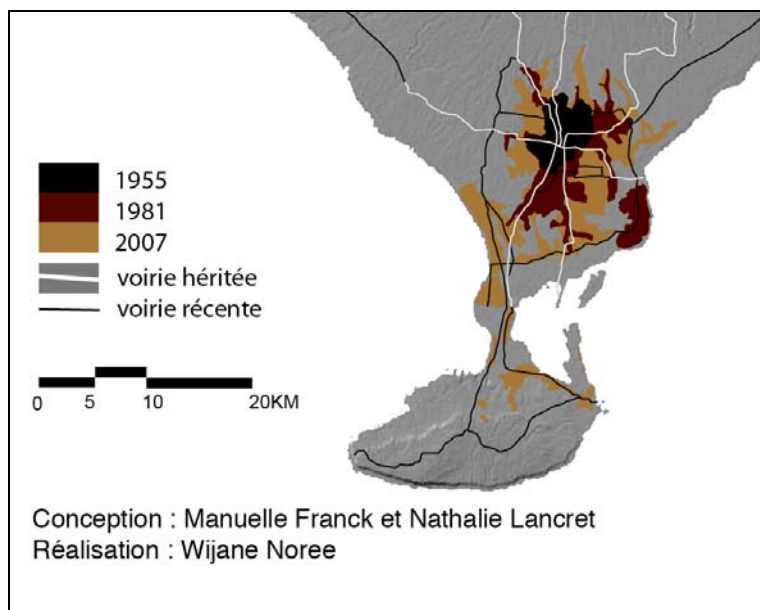 1955
1981
2007
voirie héritée
voirie récente
0 5 10 20KM
Conception : Manuelle Franck et Nathalie Lancret
Réalisation : Wijane Noree